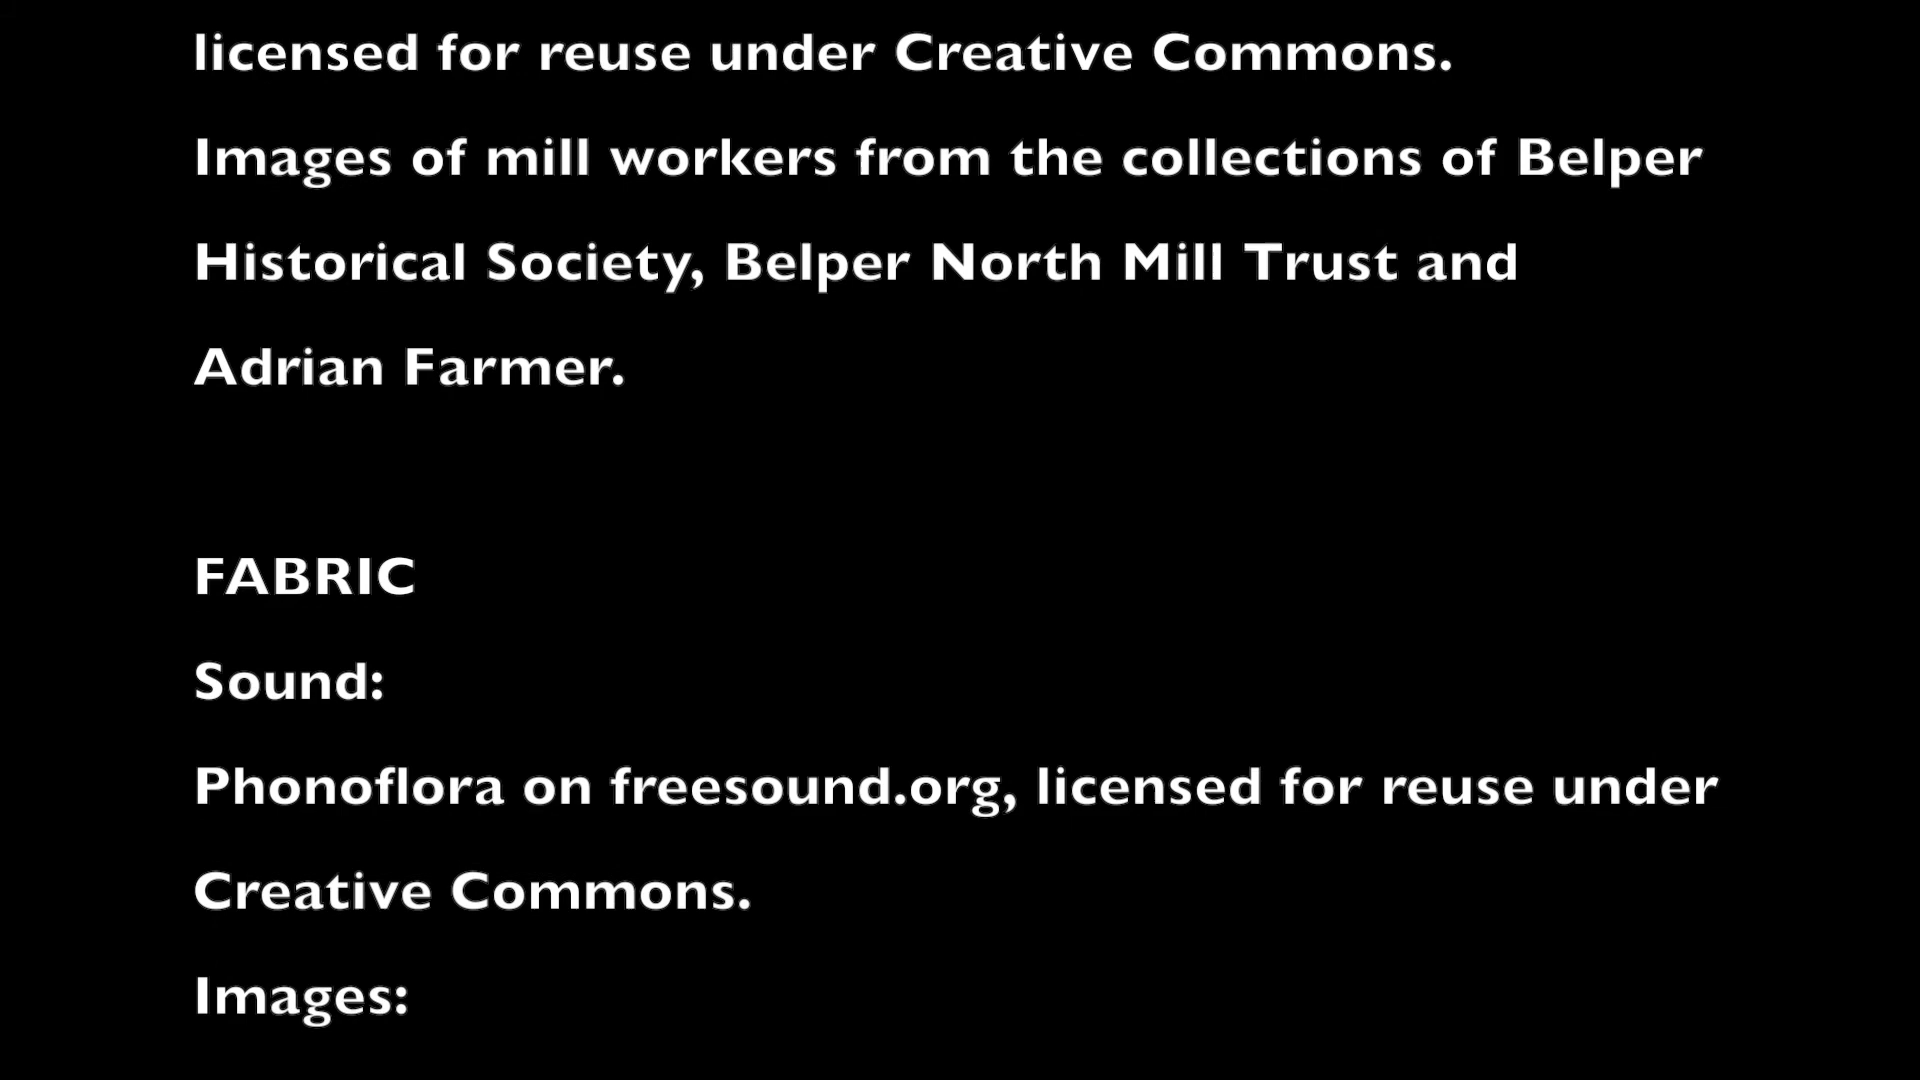 licensed for reuse under Creative Commons.
Images of mill workers from the collections of Belper
Historical Society, Belper North Mill Trust and
Adrian Farmer.
FABRIC
Sound:
Phonoflora on freesound.org, licensed for reuse under
Creative Commons.
Images: